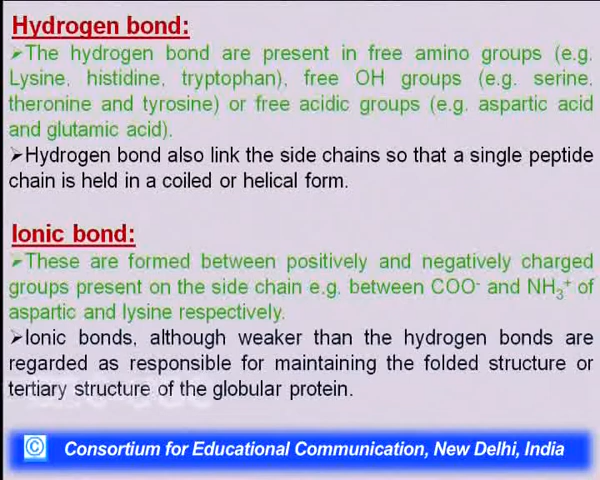 Hydrogen bond:
➢The hydrogen bond are present in free amino groups (e.g.
Lysine, histidine, tryptophan), free OH groups (e.g. serine,
theronine and tyrosine) or free acidic groups (e.g. aspartic acid
and glutamic acid).
➢Hydrogen bond also link the side chains so that a single peptide
chain is held in a coiled or helical form.
Ionic bond:
➢These are formed between positively and negatively charged
groups present on the side chain e.g. between COO⁻ and NH₃⁺ of
aspartic and lysine respectively.
➢Ionic bonds, although weaker than the hydrogen bonds are
regarded as responsible for maintaining the folded structure or
tertiary structure of the globular protein.
© Consortium for Educational Communication, New Delhi, India